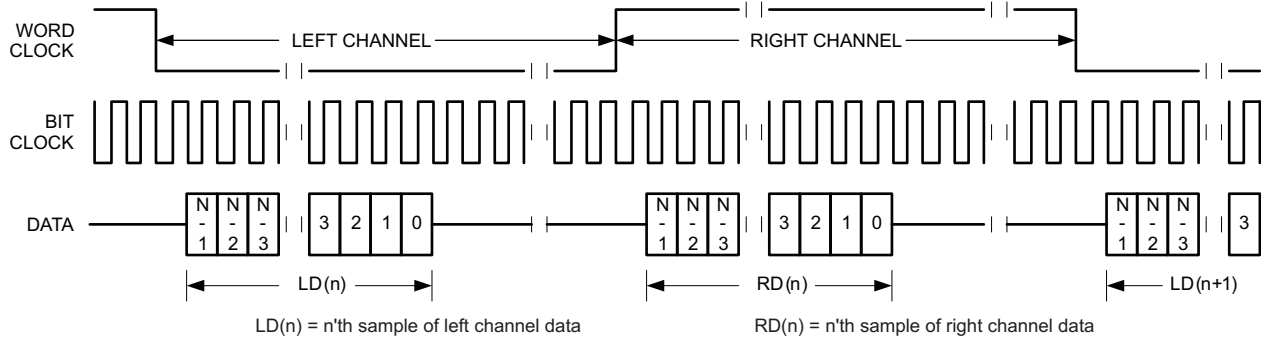 WORD
CLOCK
LEFT CHANNEL
RIGHT CHANNEL
BIT
CLOCK
DATA
N
-
1
N
-
2
N
-
3
3
2
1
0
N
-
1
N
-
2
N
-
3
3
2
1
0
N
-
1
N
-
2
N
-
3
3
LD(n)
RD(n)
LD(n+1)
LD(n) = n'th sample of left channel data
RD(n) = n'th sample of right channel data